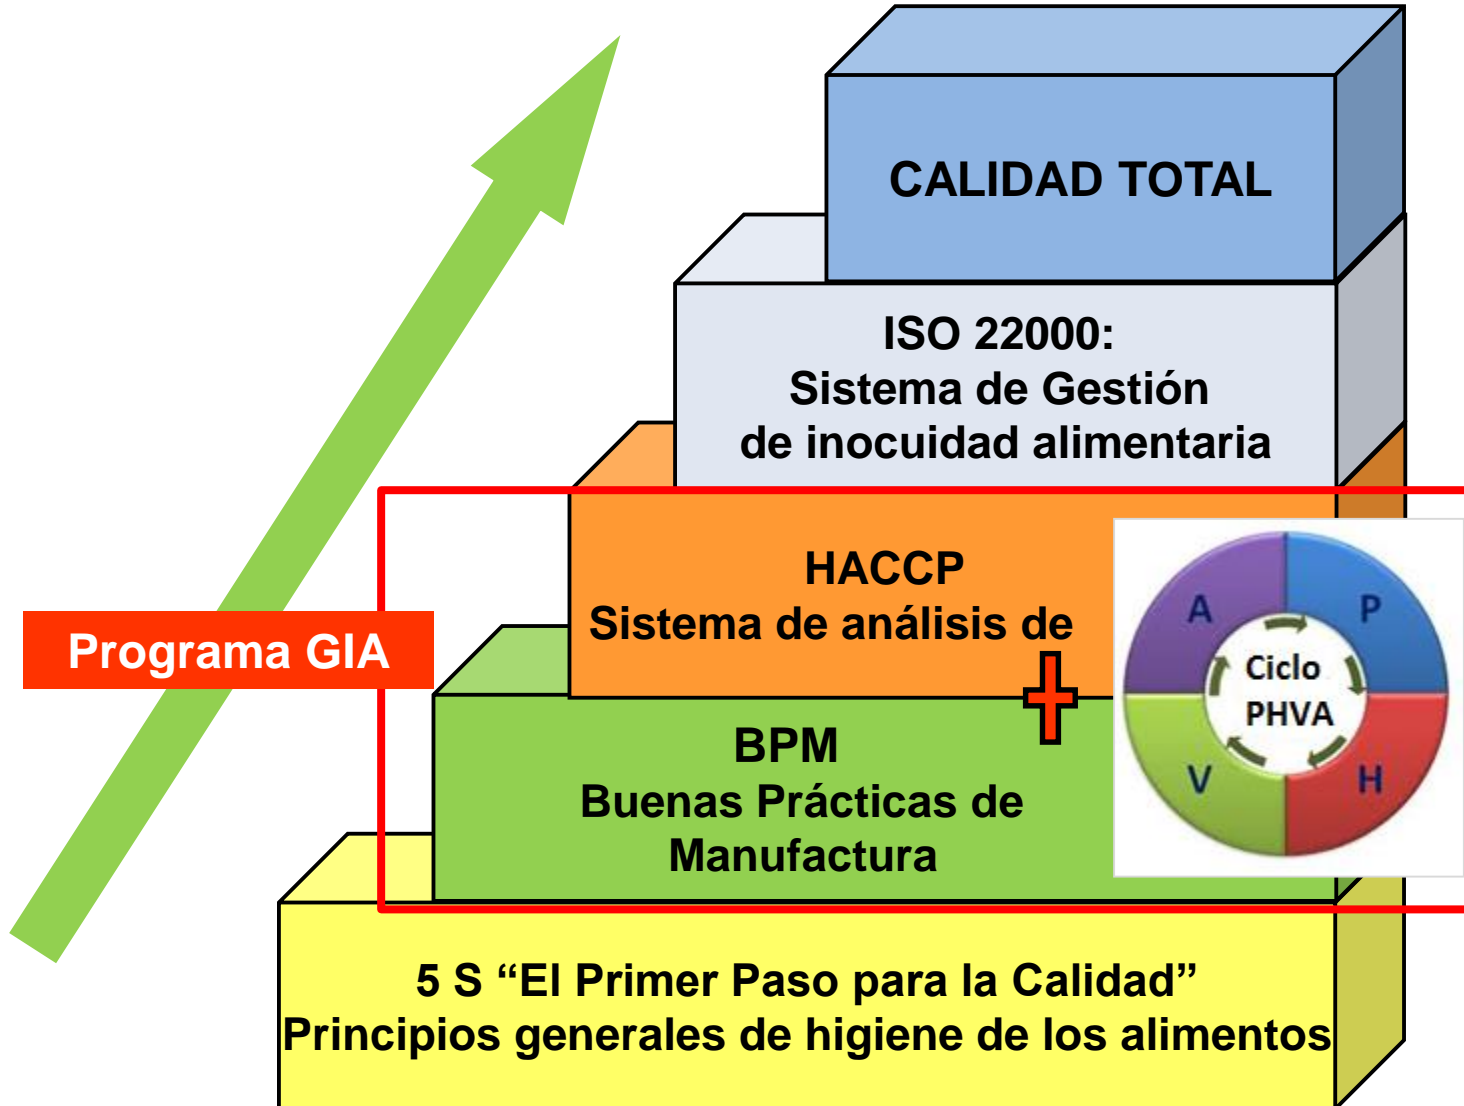 CALIDAD TOTAL
ISO 22000:
Sistema de Gestión
de inocuidad alimentaria
HACCP
Sistema de análisis de
Programa GIA
BPM
Buenas Prácticas de
Manufactura
A
P
Ciclo
PHVA
V
H
5 S “El Primer Paso para la Calidad”
Principios generales de higiene de los alimentos